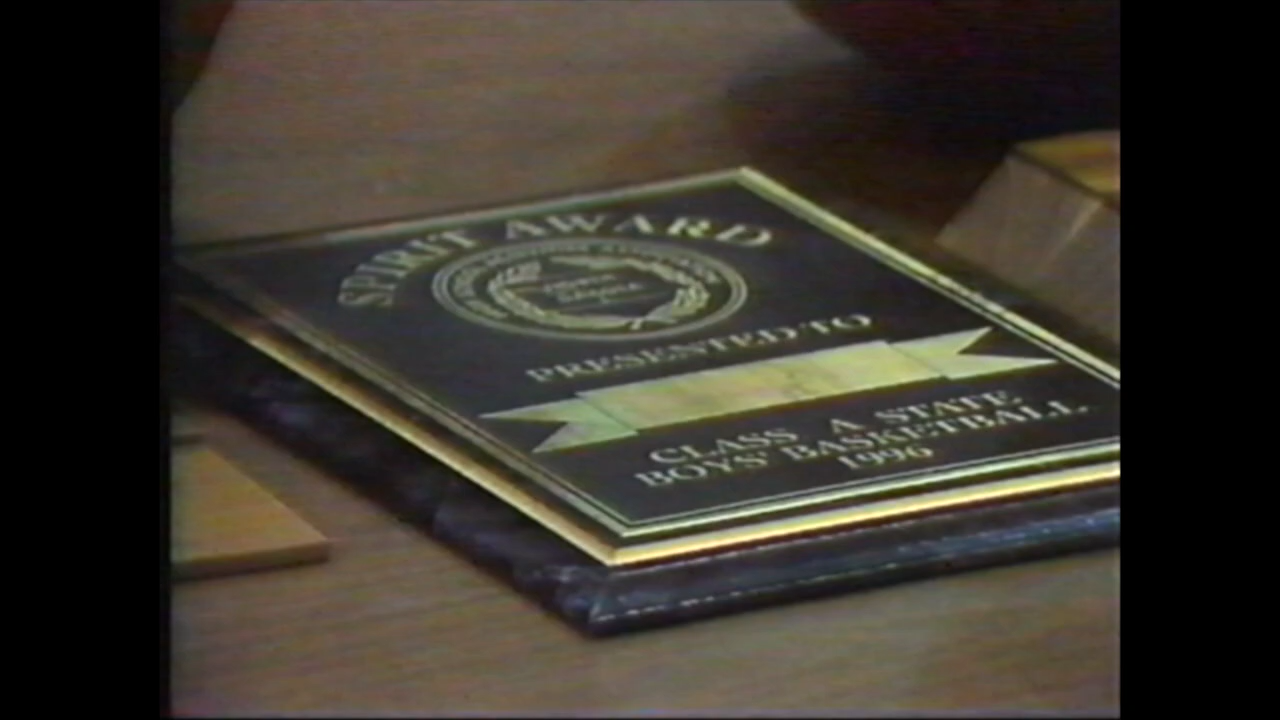 SPIRIT AWARD
PRESENTED TO
CLASS A STATE
BOYS' BASKETBALL
1996